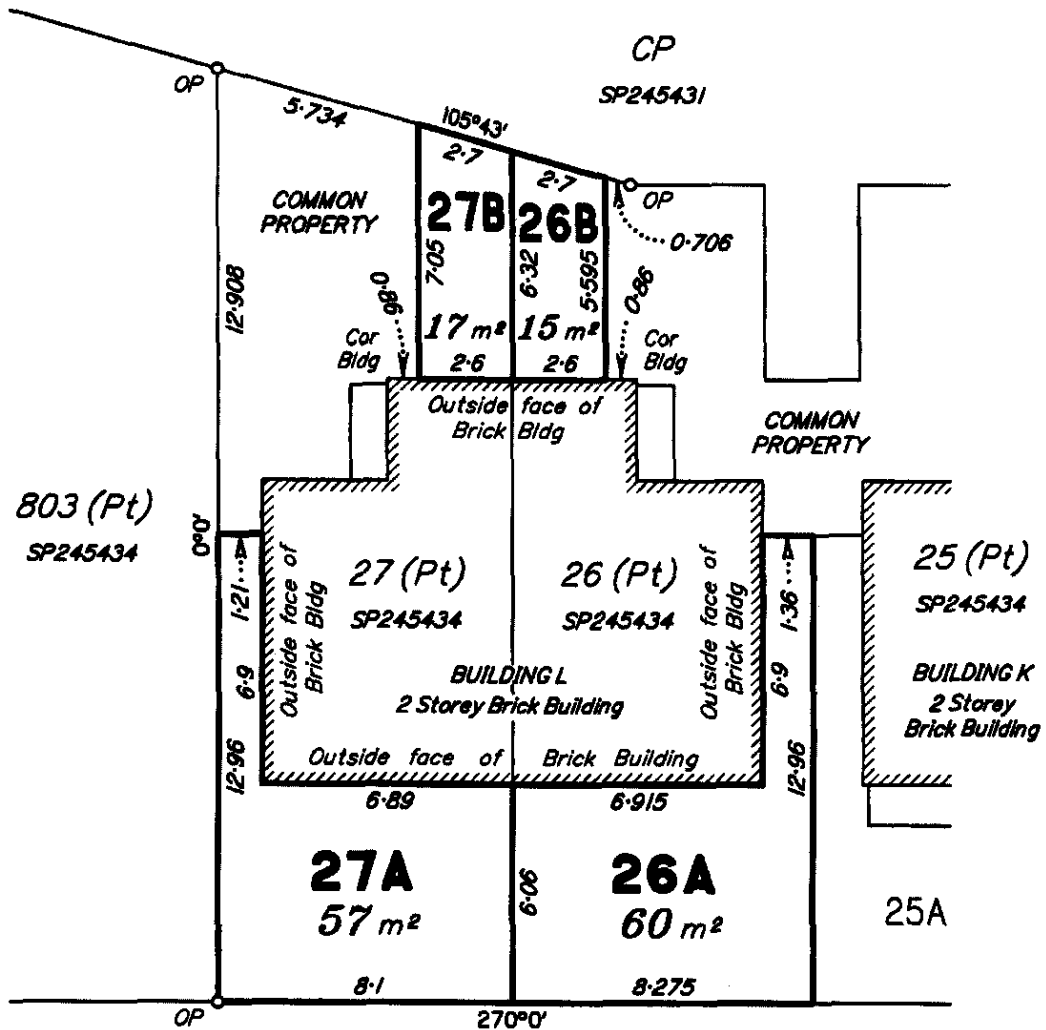 CP
SP245431
OP
5·734
105°43'
2·7
2·7
OP
COMMON
PROPERTY
27B
26B
0·706
12·908
7·05
6·32
5·595
0·86
0·86
17 m²
15 m²
Cor
Bldg
Cor
Bldg
2·6
2·6
Outside face of
Brick Bldg
COMMON
PROPERTY
803 (Pt)
SP245434
0°0'
1·21
6·9
12·96
Outside face of
Brick Bldg
27 (Pt)
SP245434
26 (Pt)
SP245434
Outside face of
Brick Bldg
1·36
6·9
12·96
25 (Pt)
SP245434
BUILDING L
2 Storey Brick Building
BUILDING K
2 Storey
Brick Building
Outside face of Brick Building
6·89
6·915
27A
57 m²
6·06
26A
60 m²
25A
8·1
8·275
OP
270°0'